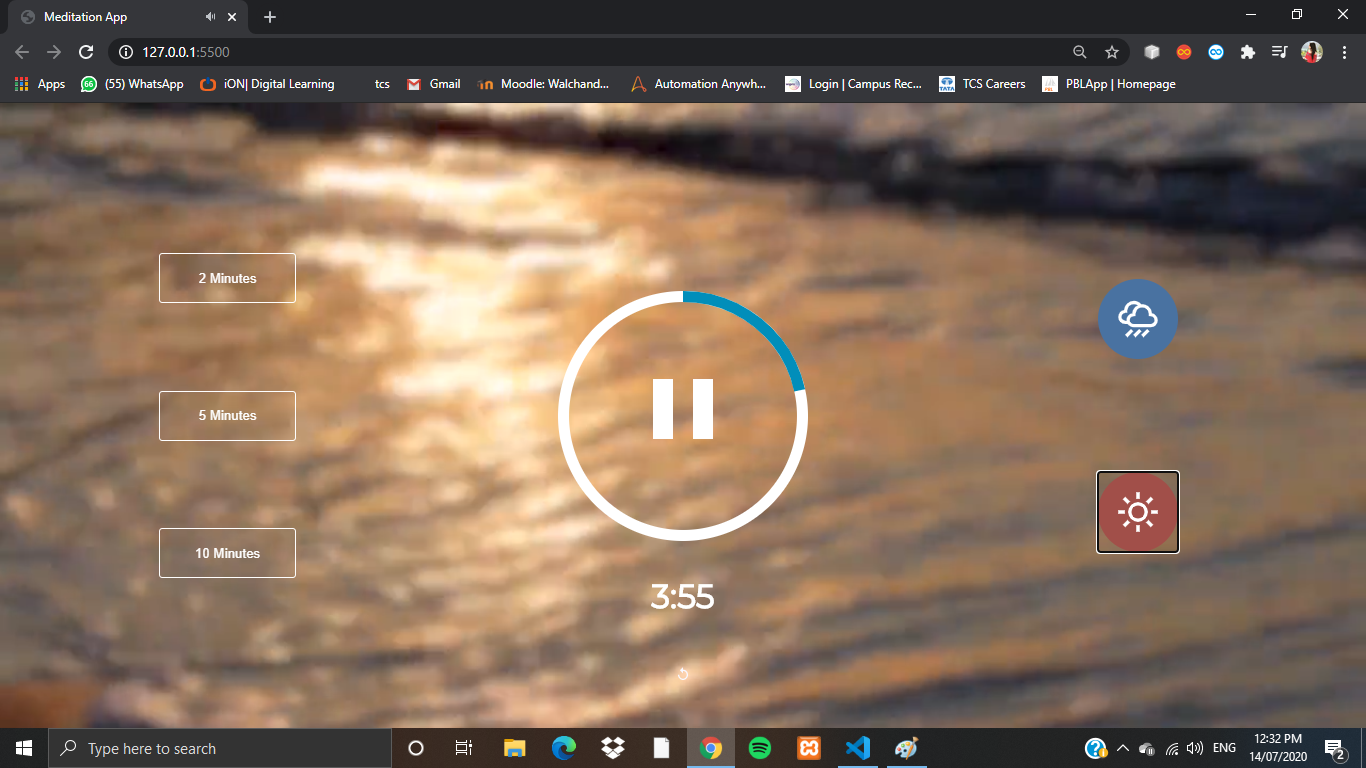 Meditation App
127.0.0.1:5500
Apps
66
(55) WhatsApp
iON| Digital Learning
tcs
Gmail
Moodle: Walchand...
Automation Anywh...
Login | Campus Rec...
TATA
TCS Careers
PBLApp | Homepage
2 Minutes
5 Minutes
10 Minutes
3:55
Type here to search
ENG
12:32 PM
14/07/2020
2